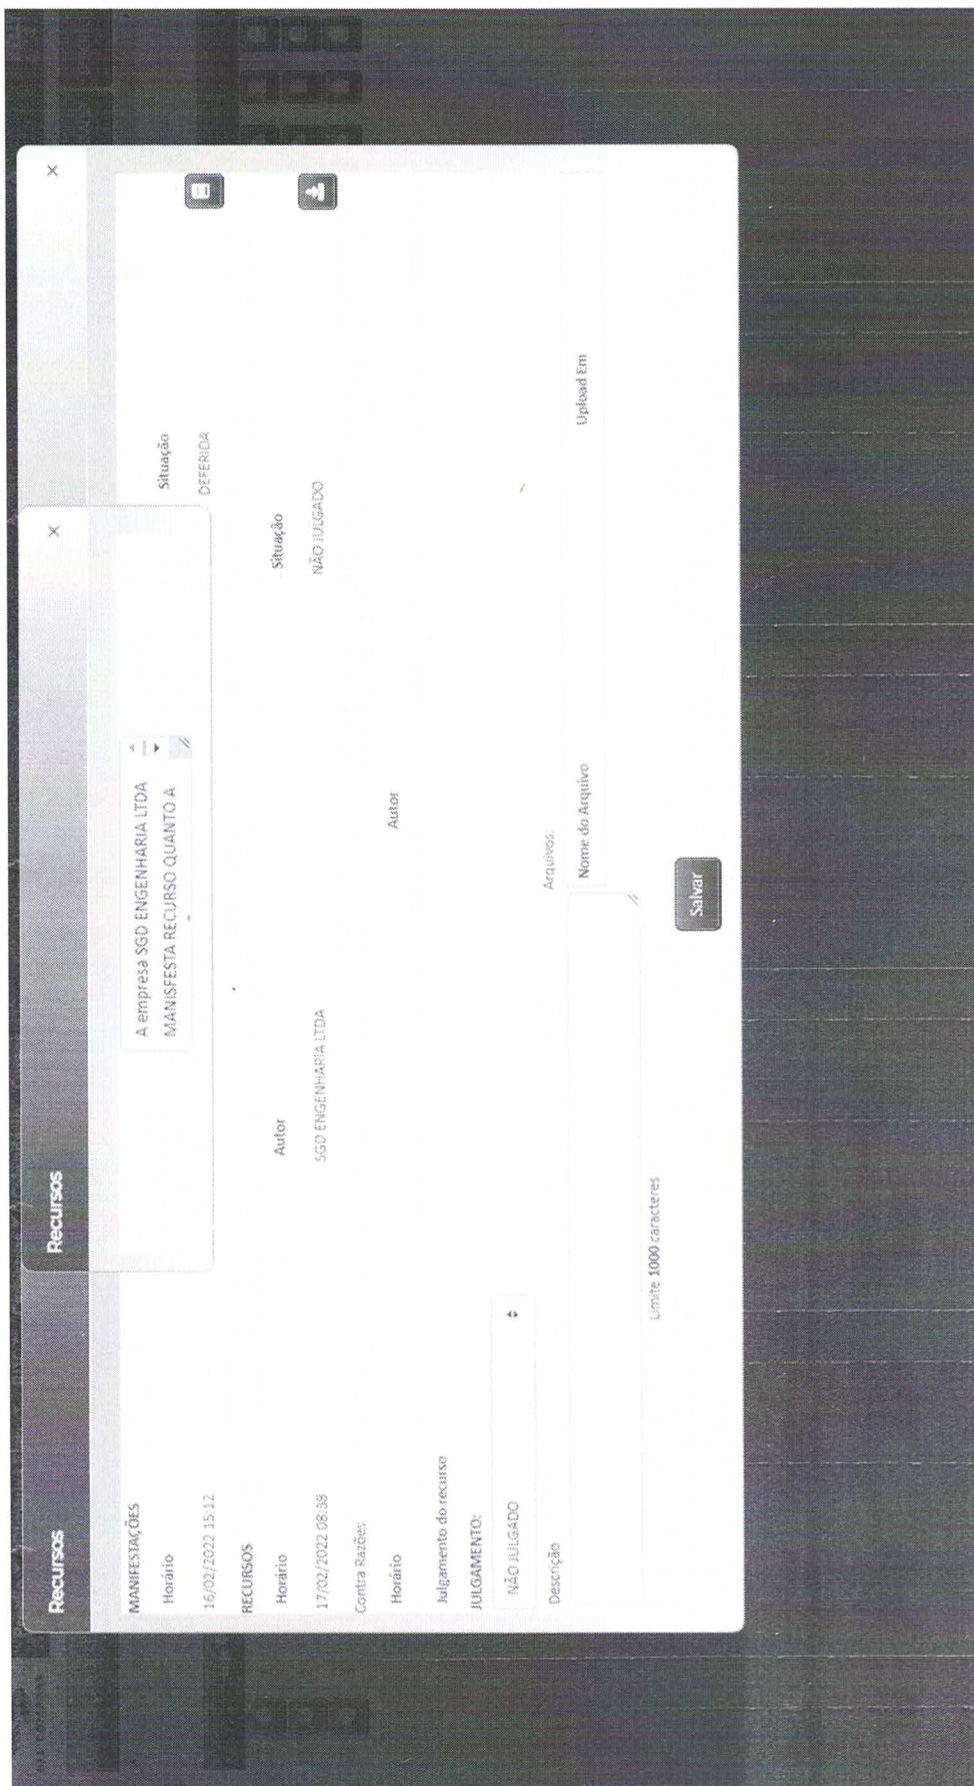 Recursos ×
Recursos ×
A empresa SGD ENGENHARIA LTDA
MANISFESTA RECURSO QUANTO A
MANIFESTAÇÕES
Horário Situação
16/02/2022 15:12 DEFERIDA
RECURSOS
Horário Autor Situação
17/02/2022 08:38 SGD ENGENHARIA LTDA NÃO JULGADO
Contra Razões
Horário Autor
Julgamento do recurso
JULGAMENTO:
NÃO JULGADO
Descrição Arquivos:
Nome do Arquivo Upload Em
Limite 1000 caracteres
Salvar